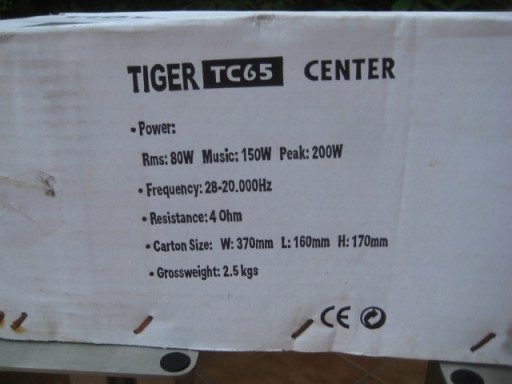 TIGER TC65 CENTER
• Power:
Rms: 80W Music: 150W Peak: 200W
• Frequency: 28-20.000Hz
• Resistance: 4 Ohm
• Carton Size: W: 370mm L: 160mm H: 170mm
• Grossweight: 2.5 kgs
CE